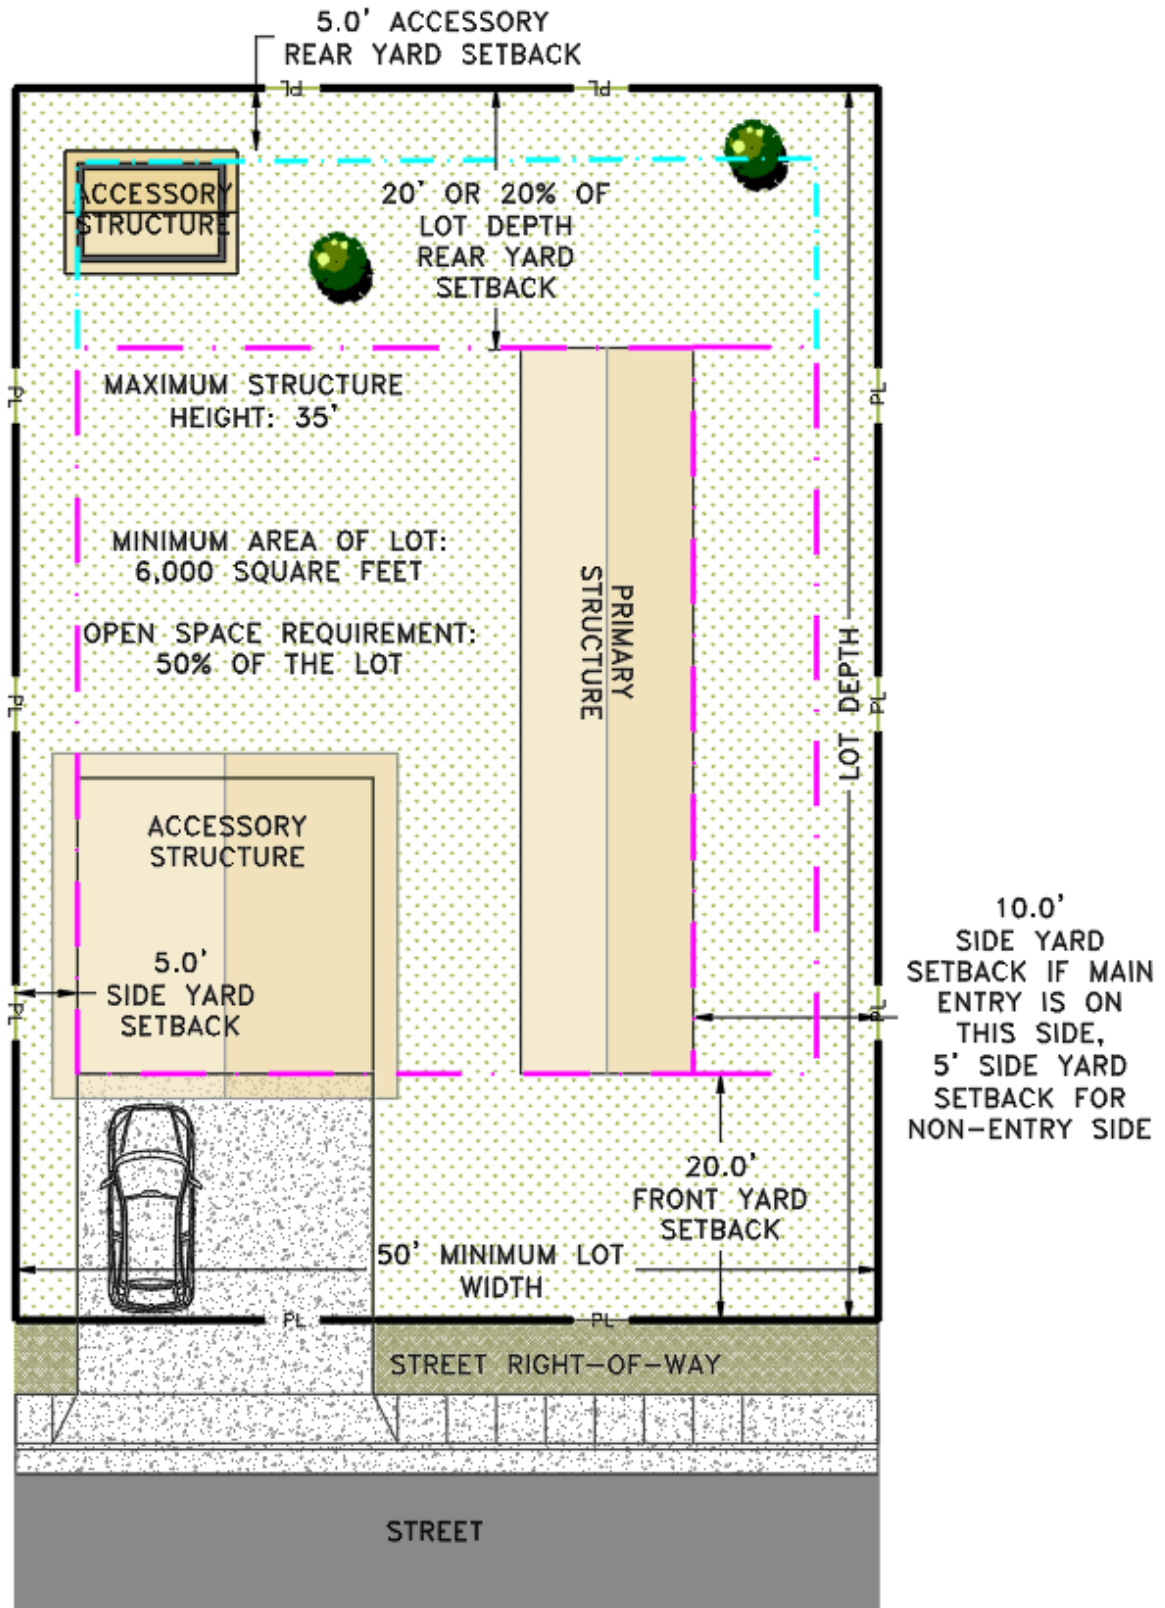 5.0' ACCESSORY
REAR YARD SETBACK
PL
PL
ACCESSORY
STRUCTURE
20' OR 20% OF
LOT DEPTH
REAR YARD
SETBACK
MAXIMUM STRUCTURE
HEIGHT: 35'
PL
PL
MINIMUM AREA OF LOT:
6,000 SQUARE FEET
OPEN SPACE REQUIREMENT:
50% OF THE LOT
PRIMARY
STRUCTURE
LOT DEPTH
PL
PL
ACCESSORY
STRUCTURE
5.0'
SIDE YARD
SETBACK
PL
PL
10.0'
SIDE YARD
SETBACK IF MAIN
ENTRY IS ON
THIS SIDE,
5' SIDE YARD
SETBACK FOR
NON-ENTRY SIDE
20.0'
FRONT YARD
SETBACK
50' MINIMUM LOT
WIDTH
PL
PL
STREET RIGHT-OF-WAY
STREET